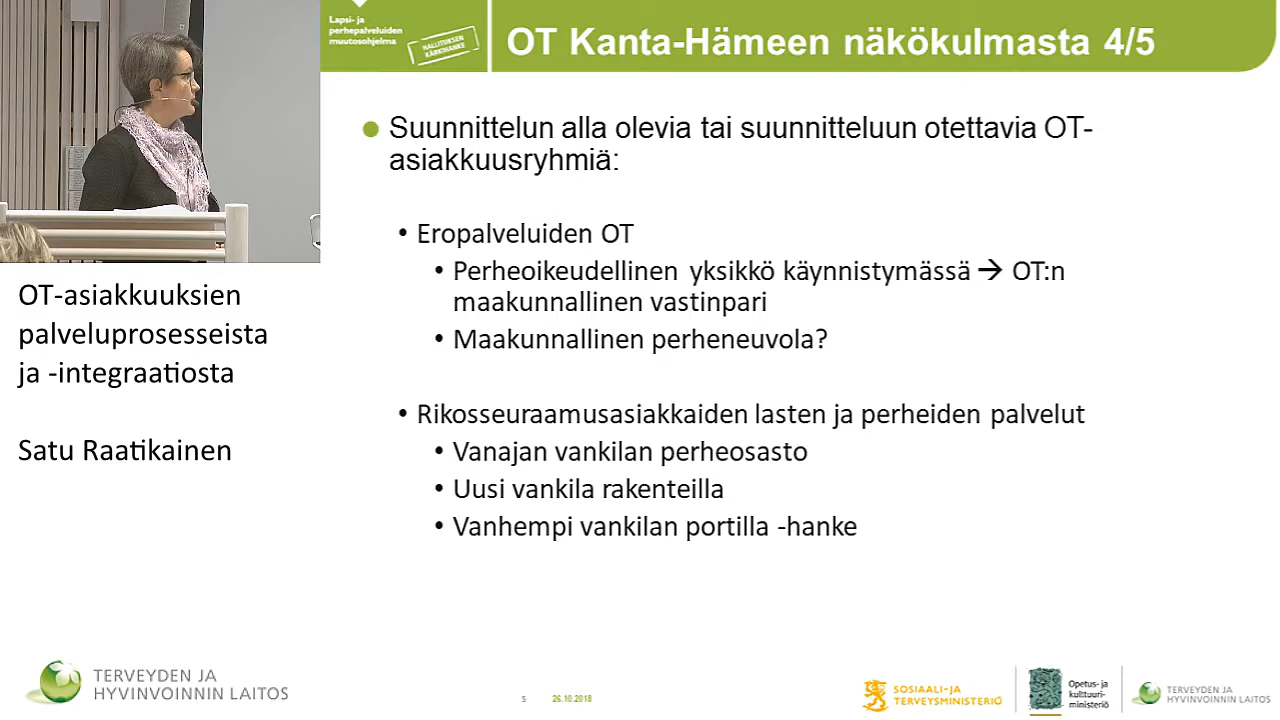 Lapsi- ja
perhepalveluiden
muutosohjelma
HALLITUKSEN
KÄRKIHANKE
OT Kanta-Hämeen näkökulmasta 4/5
Suunnittelun alla olevia tai suunnitteluun otettavia OT-
asiakkuusryhmiä:
• Eropalveluiden OT
• Perheoikeudellinen yksikkö käynnistymässä → OT:n
maakunnallinen vastinpari
• Maakunnallinen perheneuvola?
• Rikosseuraamusasiakkaiden lasten ja perheiden palvelut
• Vanajan vankilan perheosasto
• Uusi vankila rakenteilla
• Vanhempi vankilan portilla -hanke
OT-asiakkuuksien
palveluprosesseista
ja -integraatiosta
Satu Raatikainen
TERVEYDEN JA
HYVINVOINNIN LAITOS
5
26.10.2018
SOSIAALI- JA
TERVEYSMINISTERIÖ
Opetus- ja
kulttuuri-
ministeriö
TERVEYDEN JA
HYVINVOINNIN LAITOS